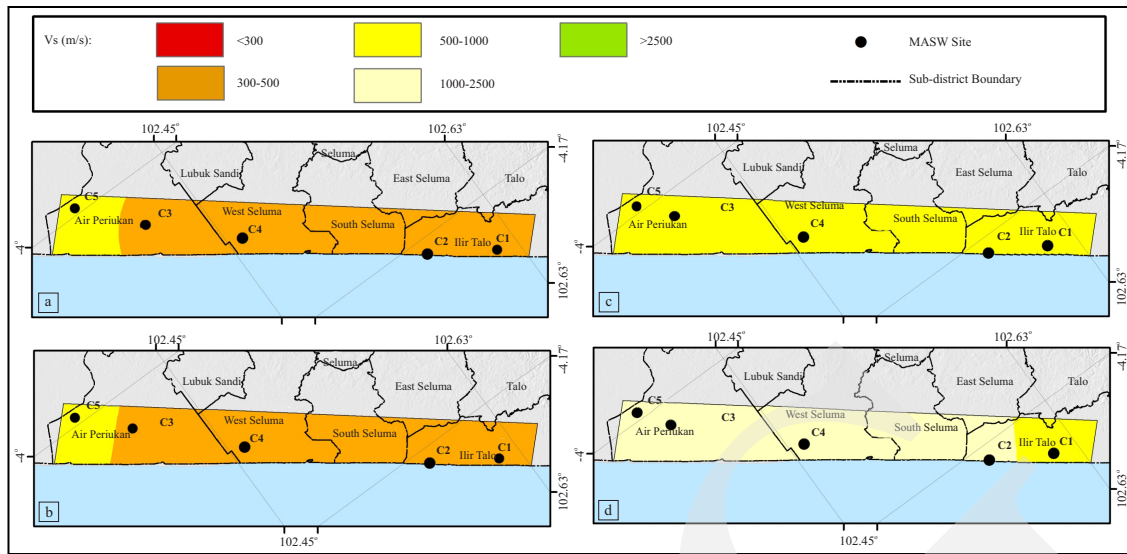 Vs (m/s):
<300
500-1000
>2500
MASW Site
300-500
1000-2500
Sub-district Boundary
102.45°
102.63°
-4.17°
Seluma
Lubuk Sandi
East Seluma
Talo
C5
Air Periukan
C3
West Seluma
C4
South Seluma
C2
Ilir Talo
C1
-4°
102.63°
a
102.45°
102.63°
-4.17°
Seluma
Lubuk Sandi
East Seluma
Talo
C5
Air Periukan
C3
West Seluma
C4
South Seluma
C2
Ilir Talo
C1
-4°
102.63°
c
102.45°
102.63°
-4.17°
Seluma
Lubuk Sandi
East Seluma
Talo
C5
Air Periukan
C3
West Seluma
C4
South Seluma
C2
Ilir Talo
C1
-4°
102.63°
b
102.45°
102.45°
102.63°
-4.17°
Seluma
Lubuk Sandi
East Seluma
Talo
C5
Air Periukan
C3
West Seluma
C4
South Seluma
C2
Ilir Talo
C1
-4°
102.63°
d
102.45°